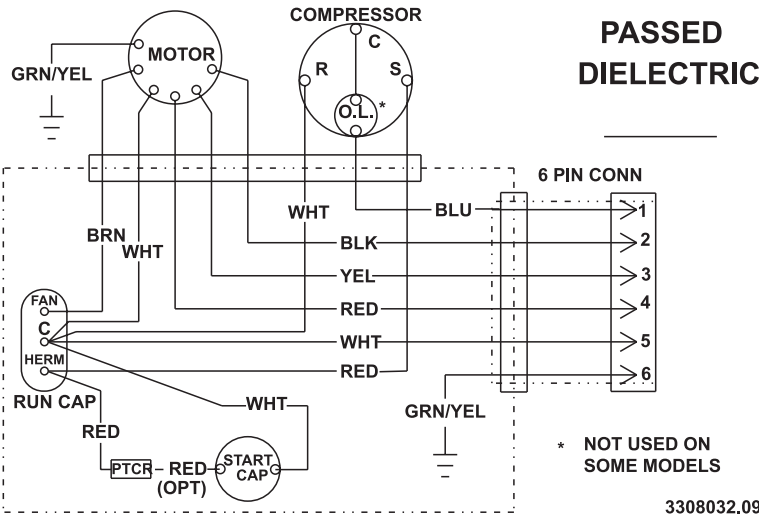 COMPRESSOR
PASSED
DIELECTRIC
MOTOR
C
R
S
GRN/YEL
O.L. *
6 PIN CONN
WHT
BLU
1
BRN
WHT
BLK
2
YEL
3
FAN
RED
4
C
WHT
5
HERM
RED
6
RUN CAP
WHT
GRN/YEL
RED
PTCR
RED
(OPT)
START
CAP
* NOT USED ON
SOME MODELS
3308032.09